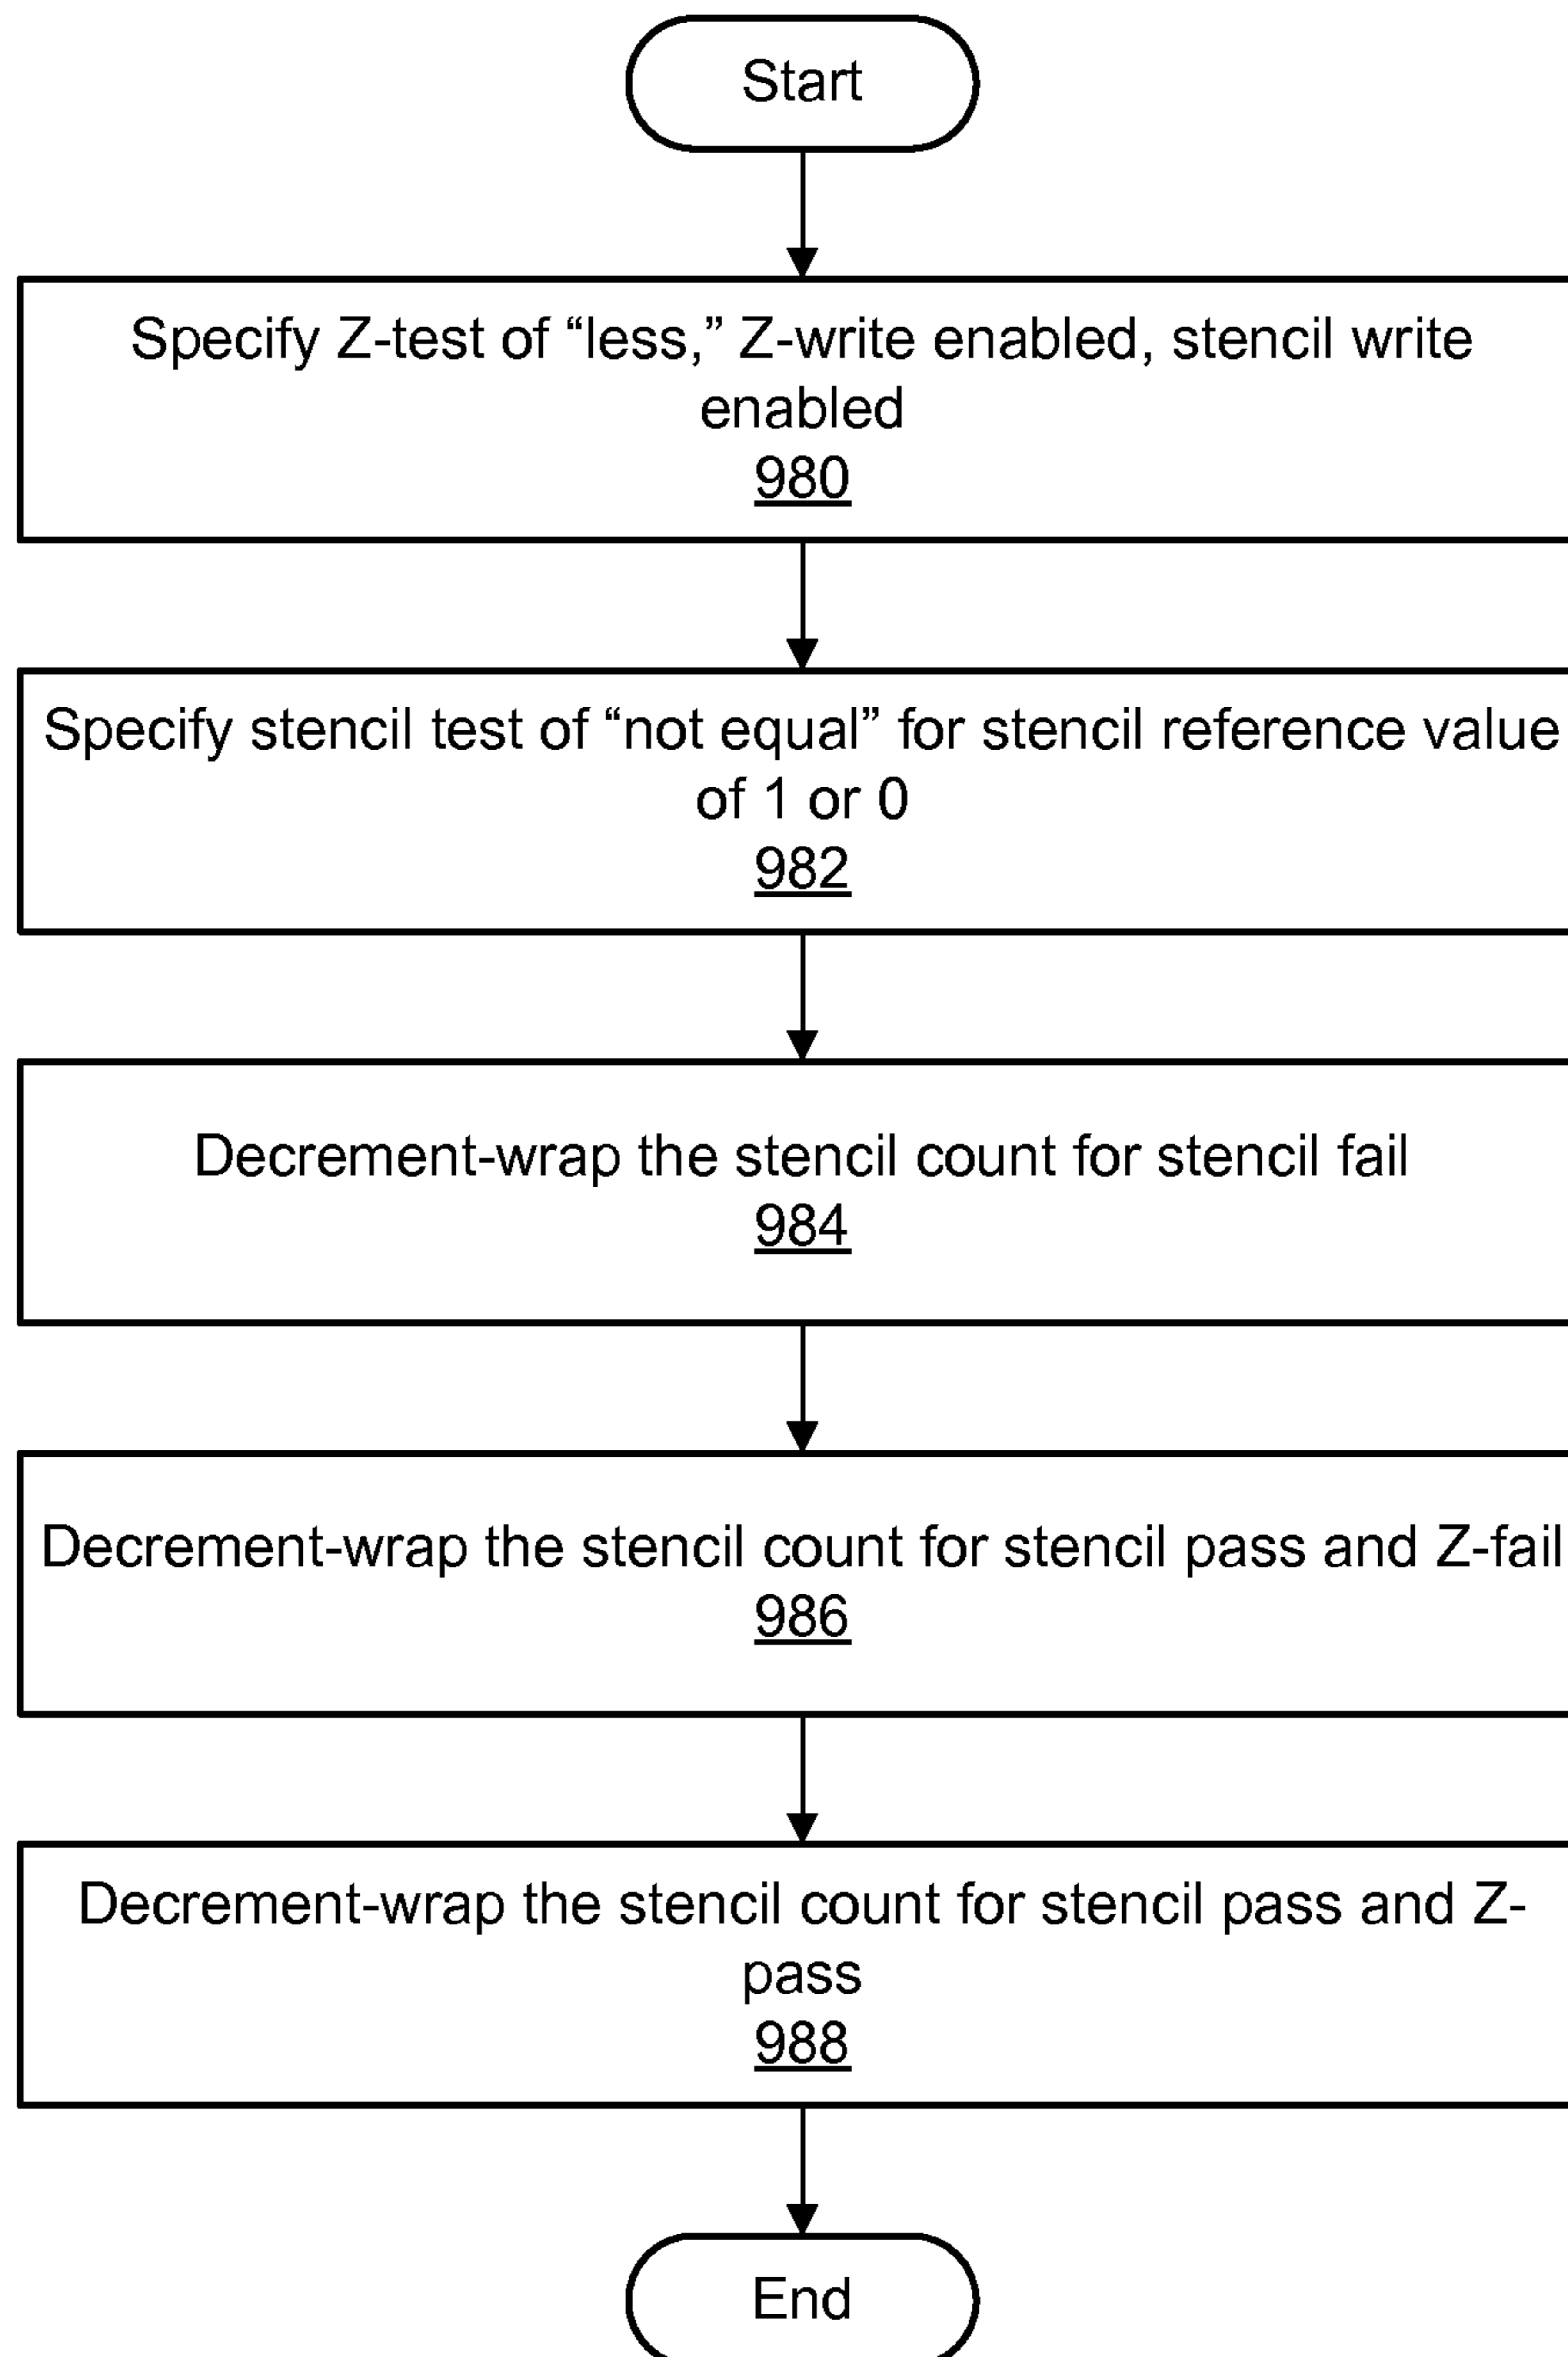 Start
Specify Z-test of “less,” Z-write enabled, stencil write
enabled
980
Specify stencil test of “not equal” for stencil reference value
of 1 or 0
982
Decrement-wrap the stencil count for stencil fail
984
Decrement-wrap the stencil count for stencil pass and Z-fail
986
Decrement-wrap the stencil count for stencil pass and Z-
pass
988
End